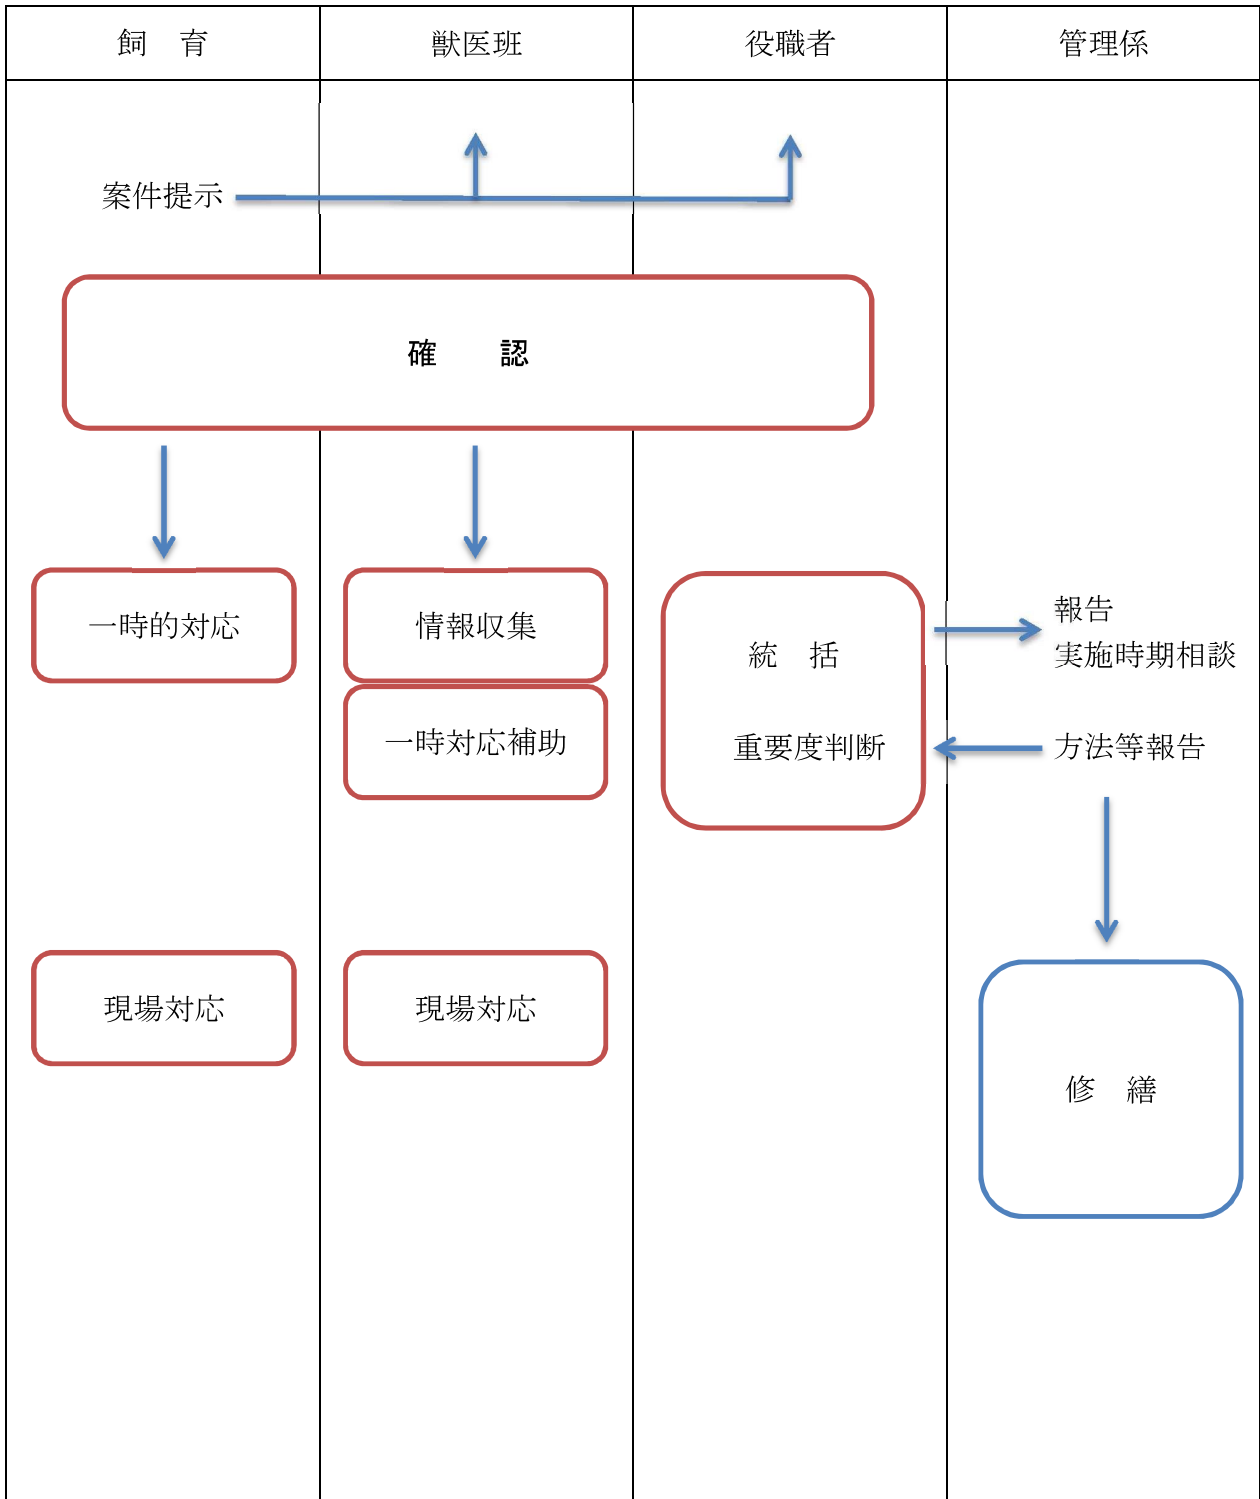 飼　育
獣医班
役職者
管理係
案件提示
確　　認
一時的対応
情報収集
一時対応補助
統　括
重要度判断
報告
実施時期相談
方法等報告
現場対応
現場対応
修　繕